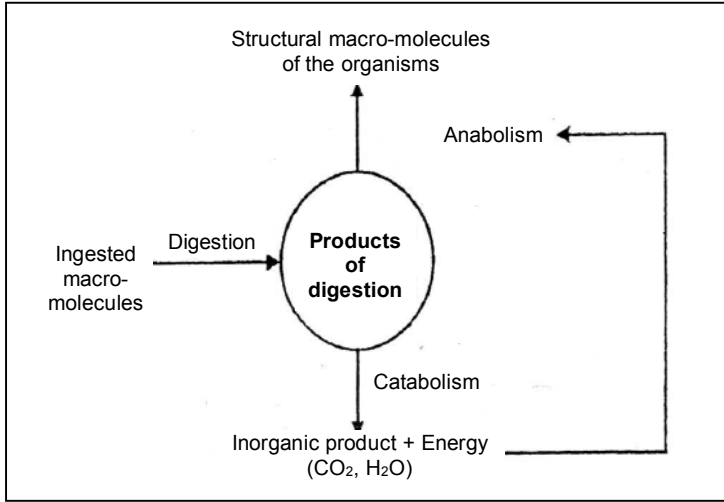 Structural macro-molecules
of the organisms
Anabolism
Digestion
Ingested
macro-
molecules
Products
of
digestion
Catabolism
Inorganic product + Energy
(CO₂, H₂O)